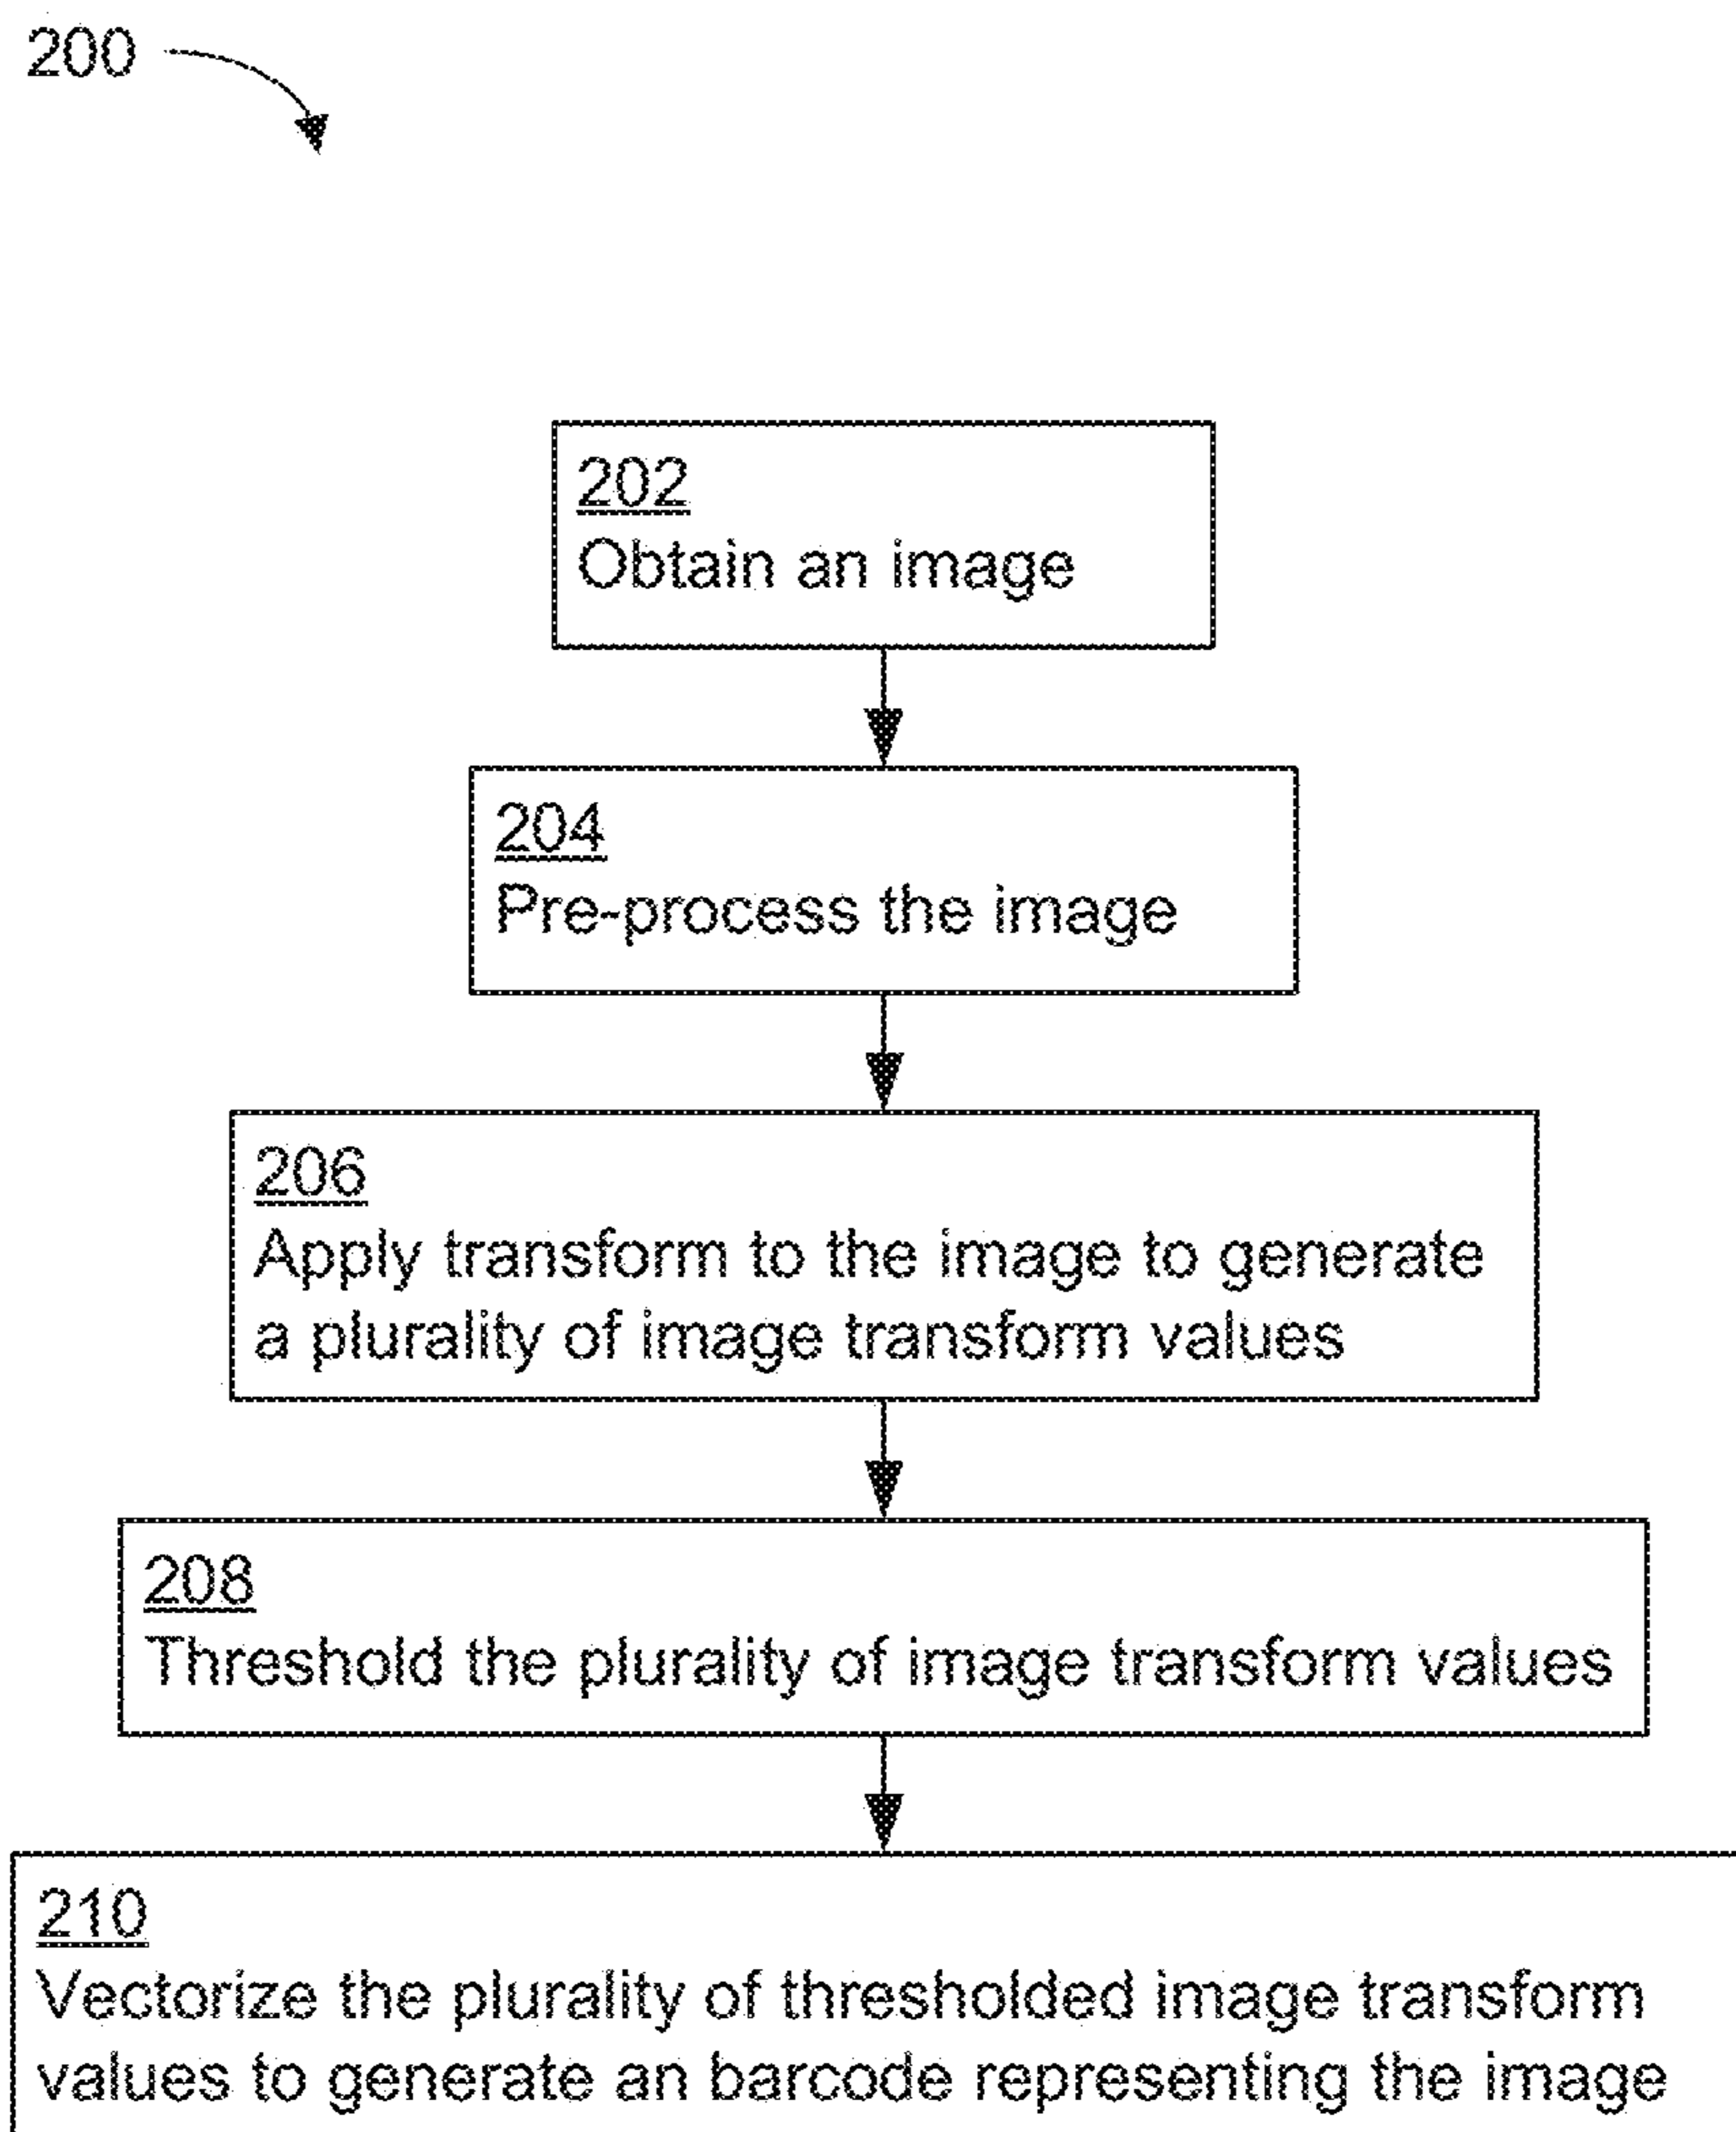 200
202
Obtain an image
204
Pre-process the image
206
Apply transform to the image to generate
a plurality of image transform values
208
Threshold the plurality of image transform values
210
Vectorize the plurality of thresholded image transform
values to generate an barcode representing the image